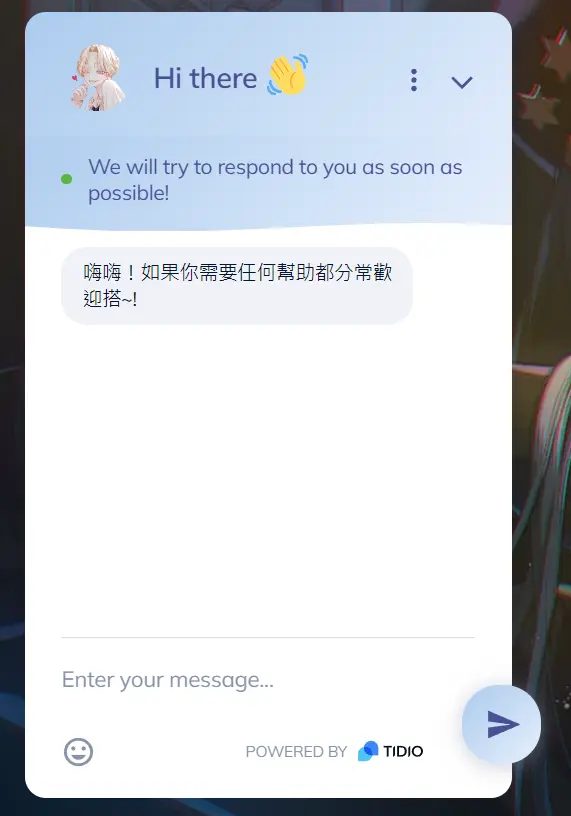 Hi there 👋
We will try to respond to you as soon as
possible!
嗨嗨！如果你需要任何幫助都分常歡
迎搭~!
Enter your message...
POWERED BY TIDIO